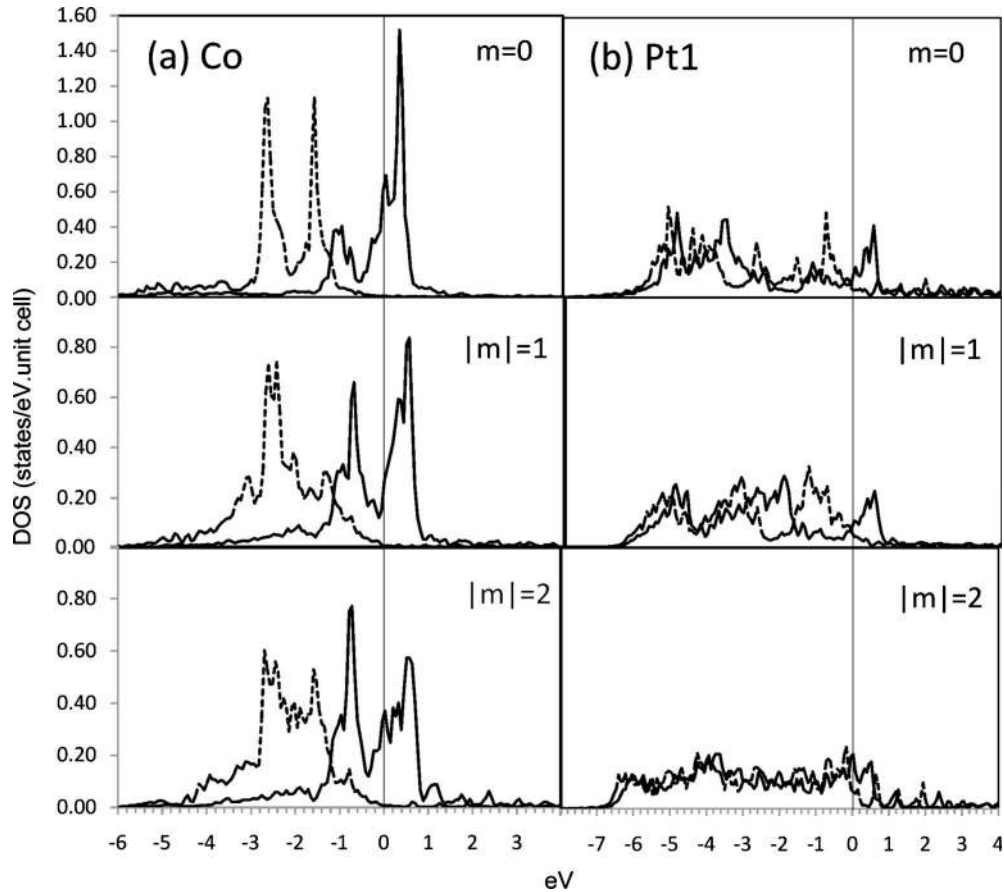 1.60
(a) Co
m=0
(b) Pt1
m=0
1.40
1.20
1.00
0.80
0.60
0.40
0.20
0.00
|m|=1
|m|=1
0.80
0.60
0.40
0.20
0.00
|m|=2
|m|=2
0.80
0.60
0.40
0.20
0.00
DOS (states/eV.unit cell)
-6 -5 -4 -3 -2 -1 0 1 2 3
-7 -6 -5 -4 -3 -2 -1 0 1 2 3 4
eV